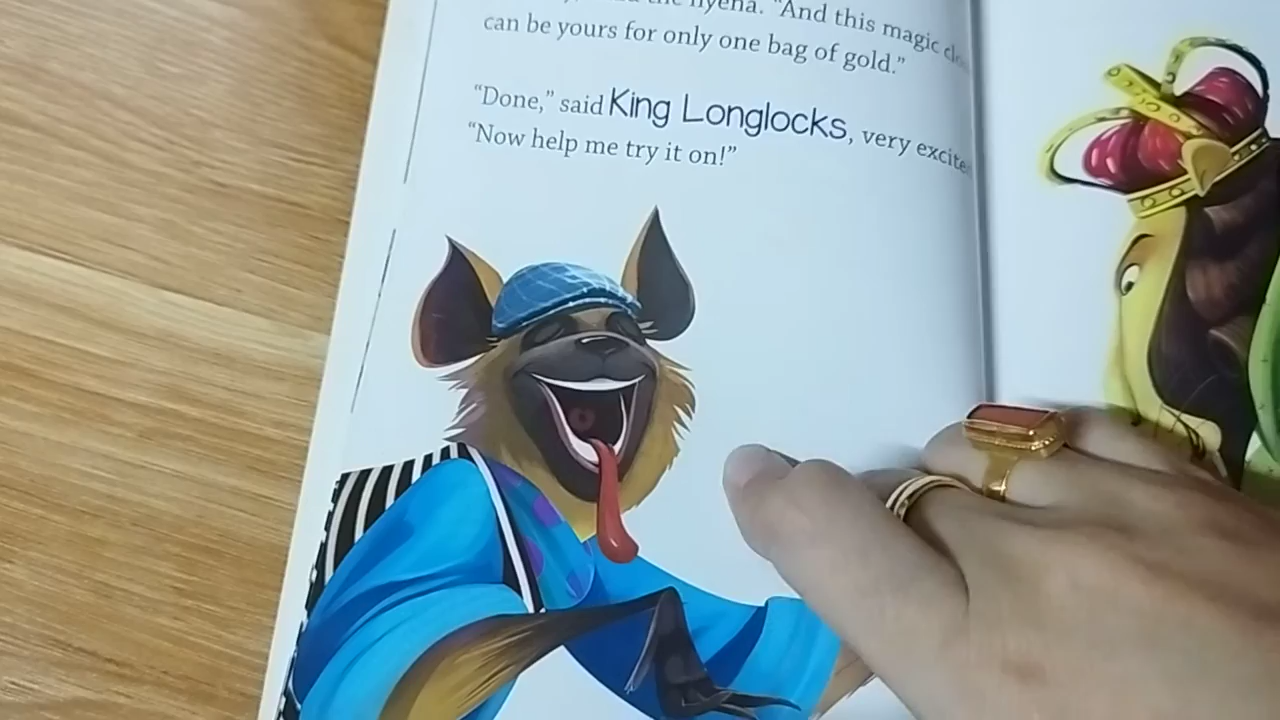 the hyena. “And this magic
can be yours for only one bag of gold.”
“Done,” said King Longlocks, very excite
“Now help me try it on!”